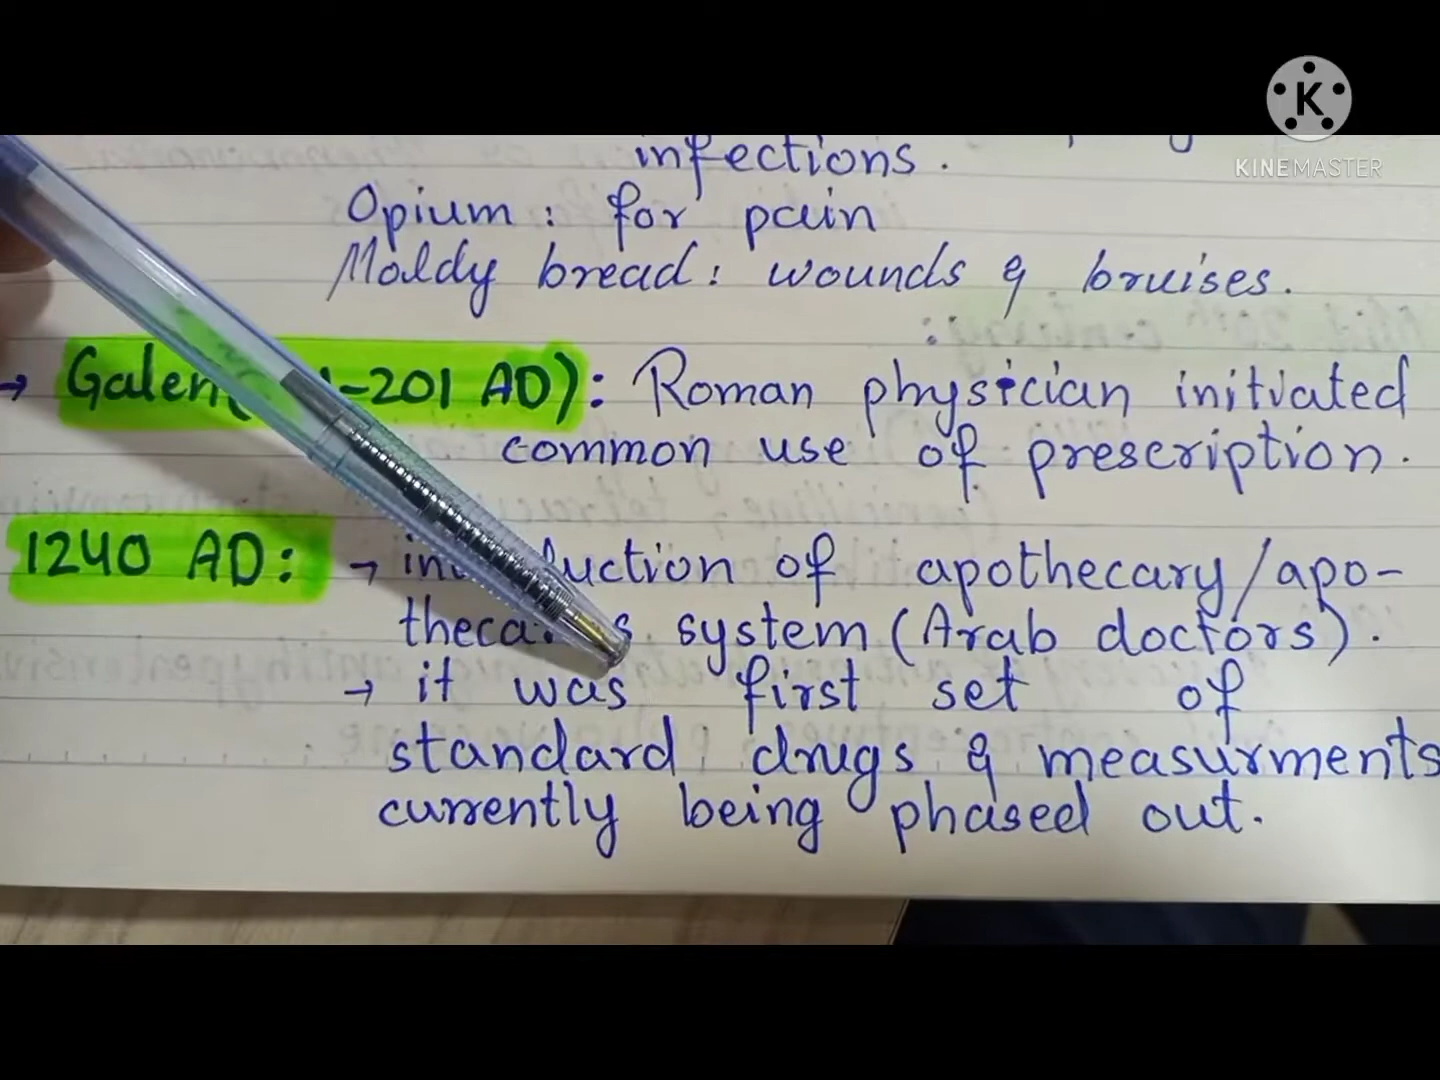 K
KINEMASTER
infections.
Opium: for pain
Moldy bread: wounds & bruises.
→ Galen( 1-201 AD): Roman physician initiated
common use of prescription.
1240 AD: → in uction of apothecary/apo-
theca s system (Arab doctors).
→ it was first set of
standard drugs & measurments
currently being phased out.